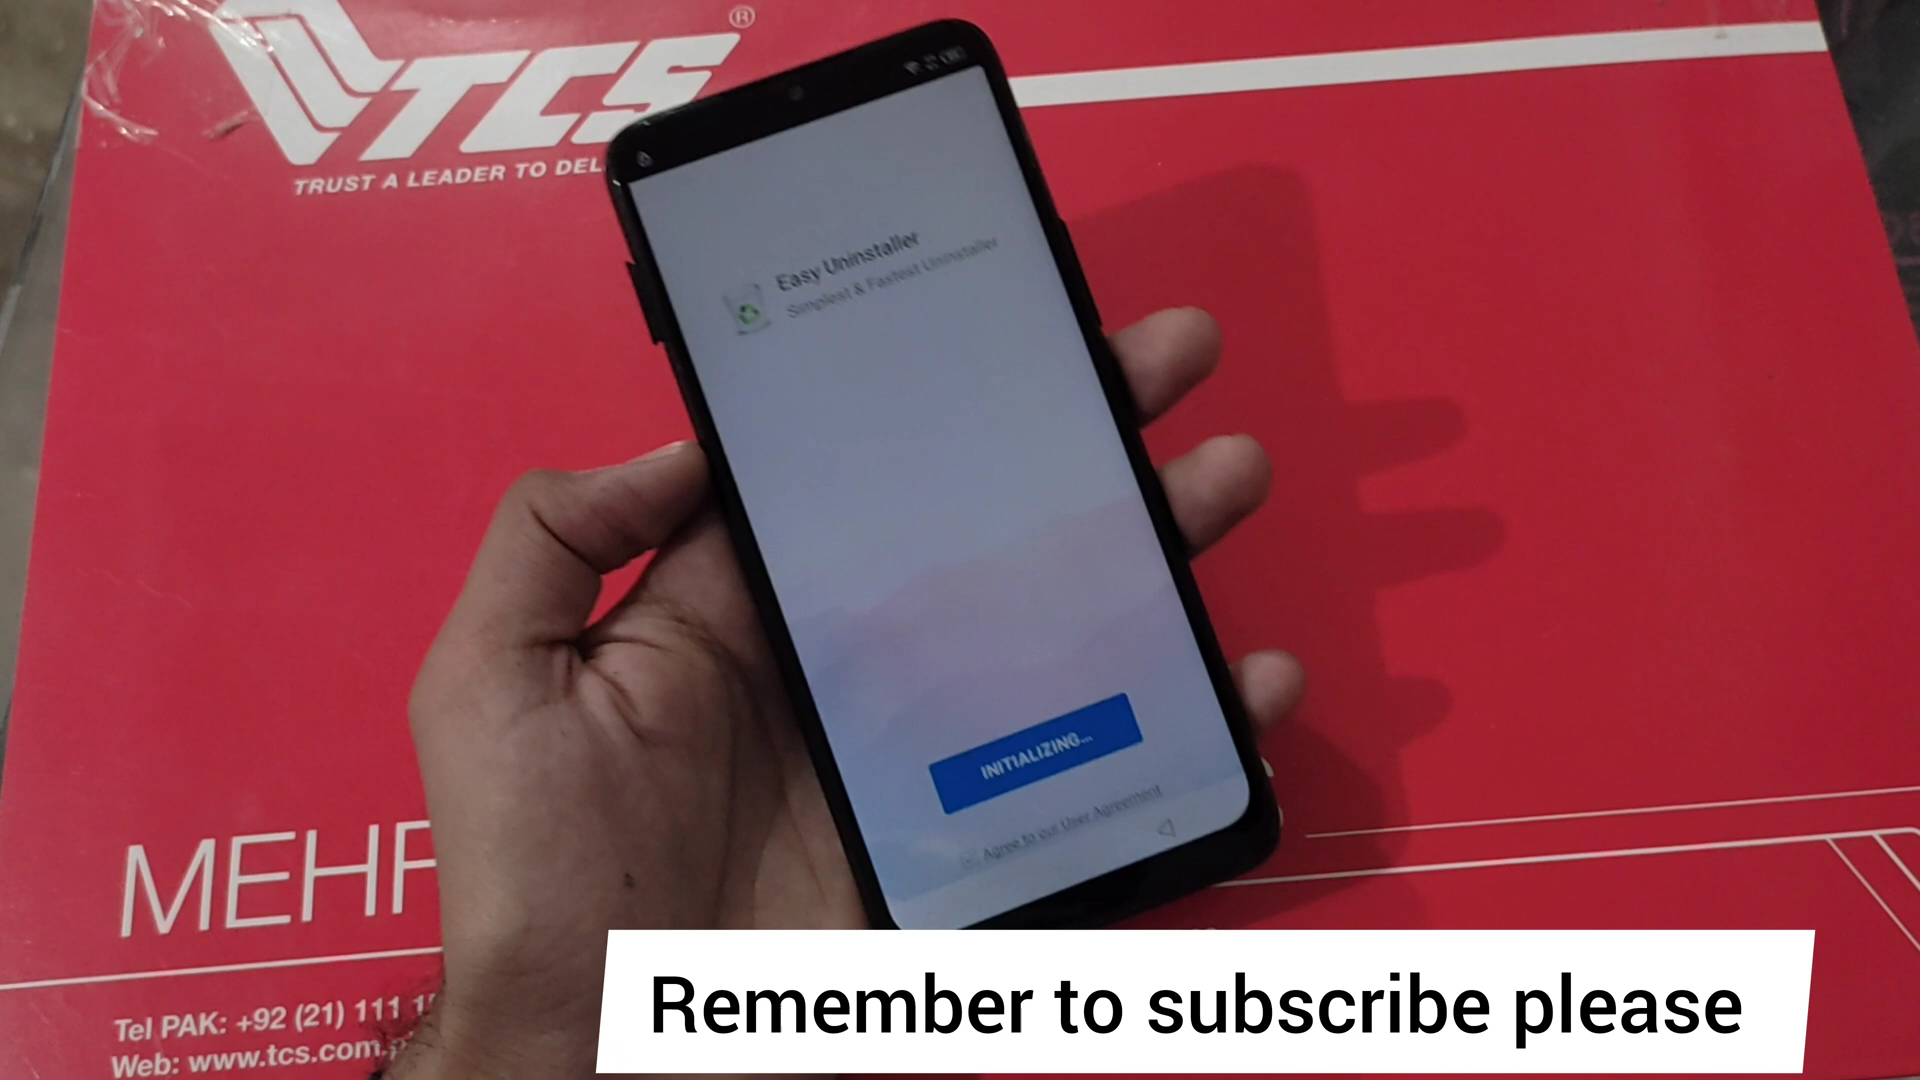 TCS®
TRUST A LEADER TO DEL
Easy Uninstaller
Simplest & Fastest Uninstaller
INITIALIZING...
Agree to our User Agreement
MEHR
Tel PAK: +92 (21) 111 1
Web: www.tcs.com.
Remember to subscribe please